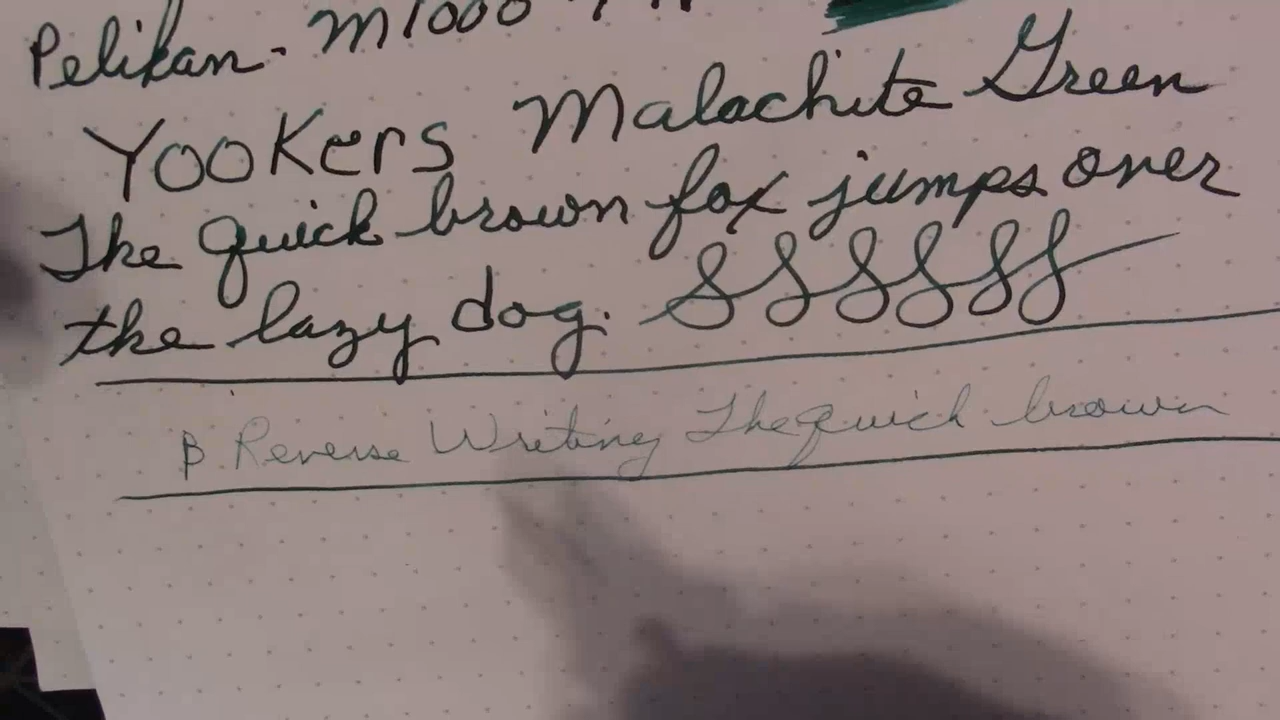 Pelikan - M1000
Yookers Malachite Green
The quick brown fox jumps over
the lazy dog. SSSSSS
Reverse Writing The quick brown